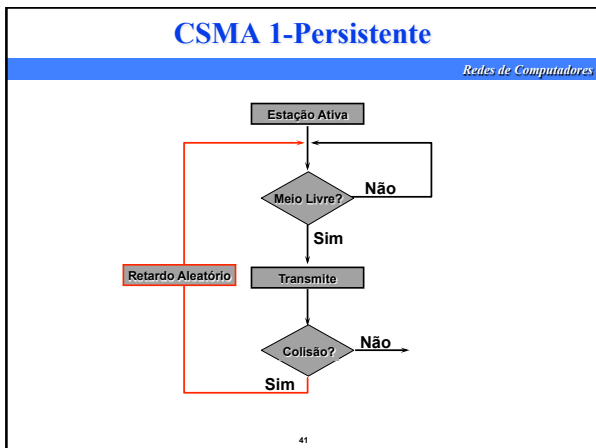 CSMA 1-Persistente
Redes de Computadores
Estação Ativa
Meio Livre?
Não
Sim
Retardo Aleatório
Transmite
Colisão?
Não
Sim
41